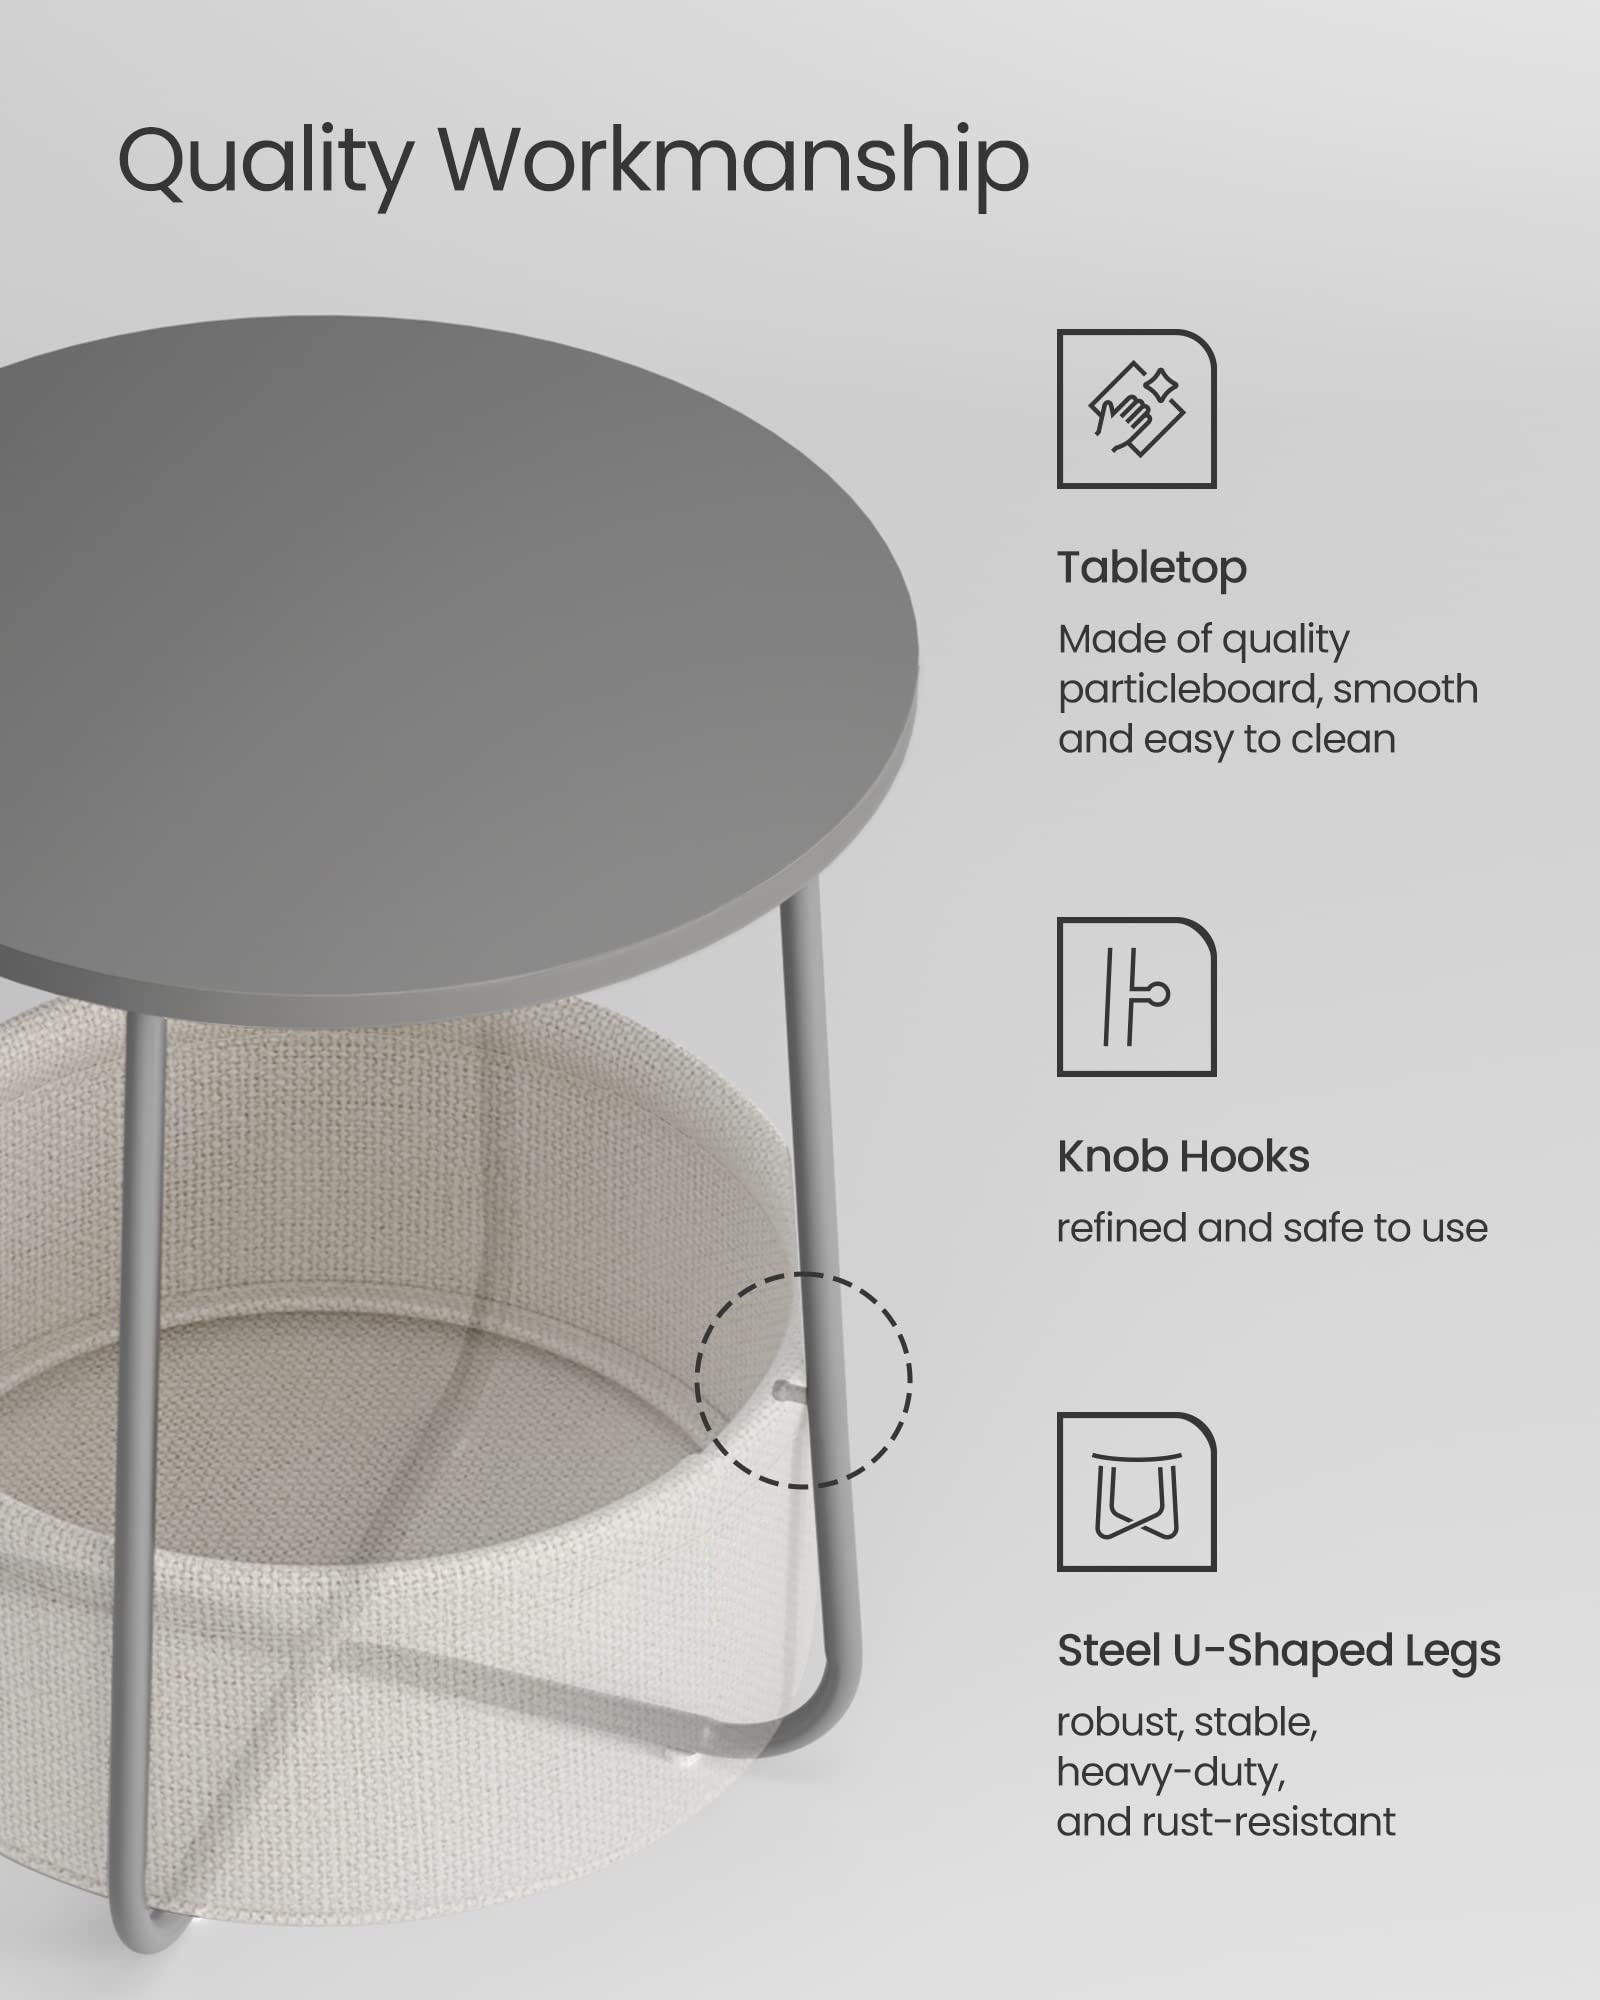 Quality Workmanship
Tabletop
Made of quality
particleboard, smooth
and easy to clean
Knob Hooks
refined and safe to use
Steel U-Shaped Legs
robust, stable,
heavy-duty,
and rust-resistant